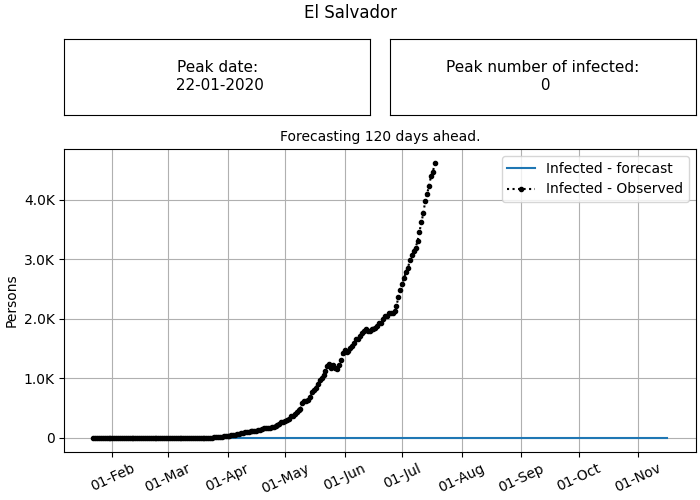 El Salvador
Peak date:
22-01-2020
Peak number of infected:
0
Forecasting 120 days ahead.
Infected - forecast
Infected - Observed
Persons
4.0K
3.0K
2.0K
1.0K
0
01-Feb
01-Mar
01-Apr
01-May
01-Jun
01-Jul
01-Aug
01-Sep
01-Oct
01-Nov